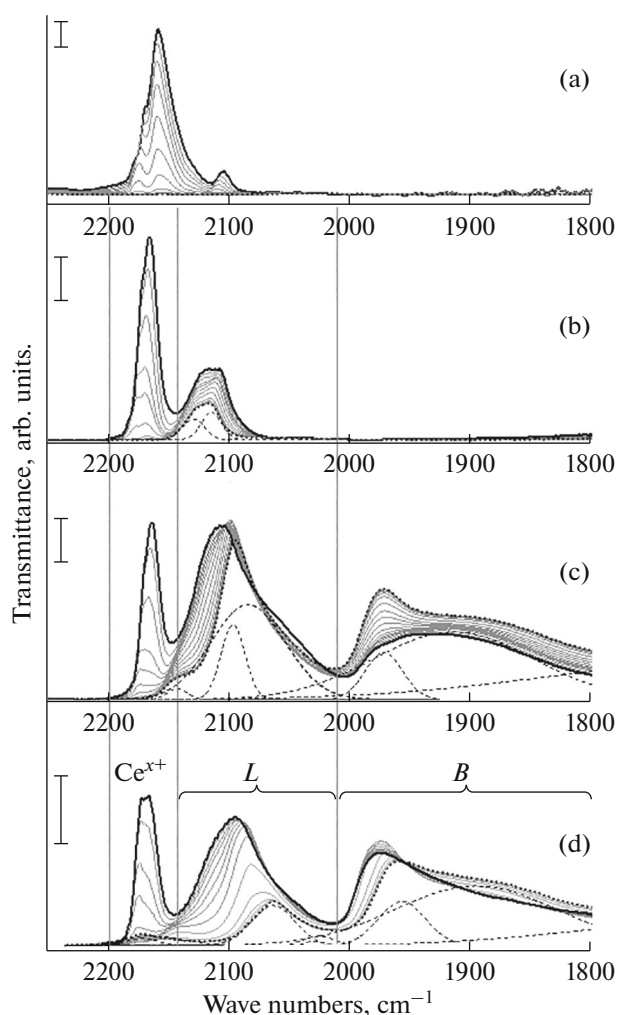 (a)
2200 2100 2000 1900 1800
(b)
2200 2100 2000 1900 1800
(c)
2200 2100 2000 1900 1800
Ce^{x+} L B
(d)
2200 2100 2000 1900 1800
Wave numbers, cm⁻¹
Transmittance, arb. units.